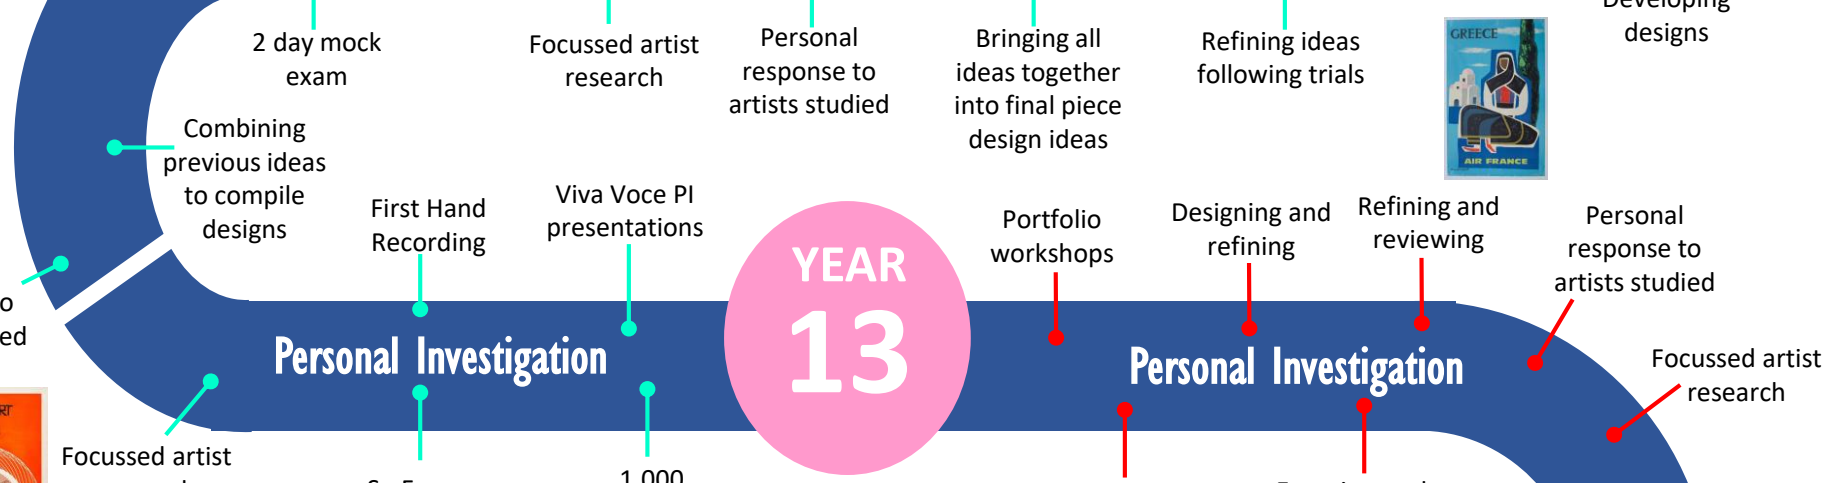 Developing
designs
2 day mock
exam
Focussed artist
research
Personal
response to
artists studied
Bringing all
ideas together
into final piece
design ideas
Refining ideas
following trials
GREECE
AIR FRANCE
Combining
previous ideas
to compile
designs
First Hand
Recording
Viva Voce PI
presentations
YEAR
13
Portfolio
workshops
Designing and
refining
Refining and
reviewing
Personal
response to
artists studied
Personal Investigation
Personal Investigation
Focussed artist
research
Focussed artist
1,000